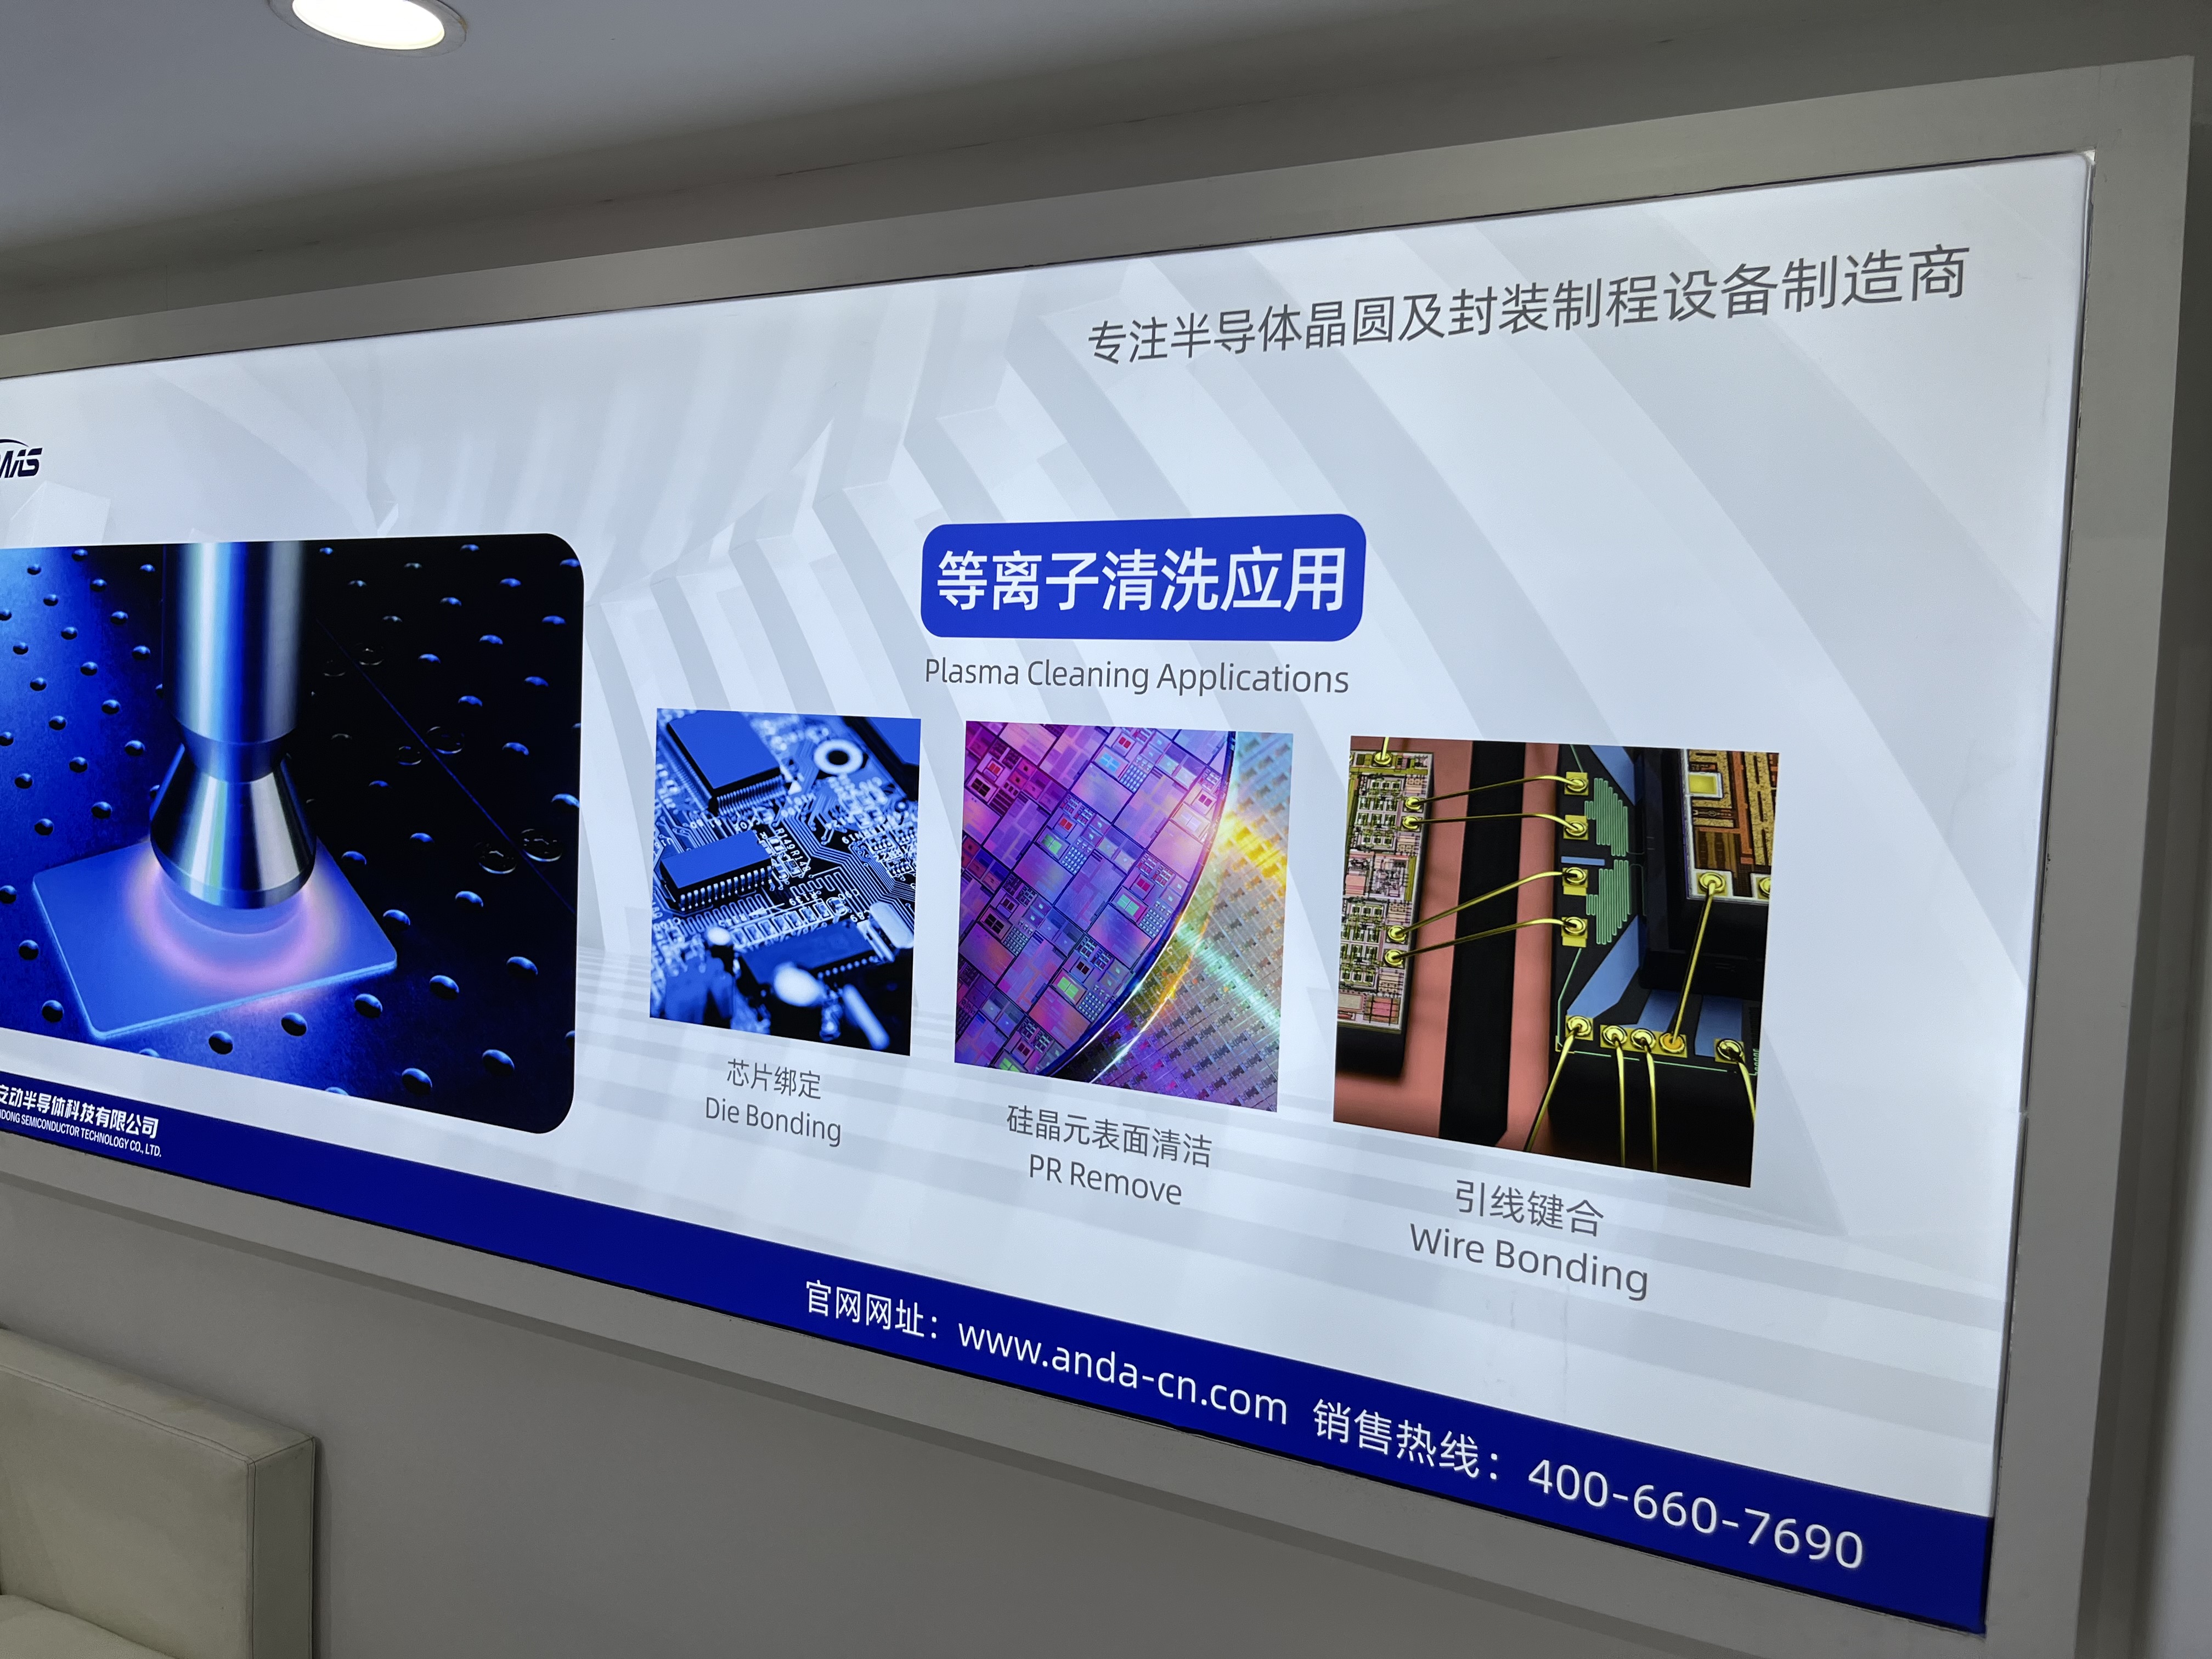 专注半导体晶圆及封装制程设备制造商
等离子清洗应用
Plasma Cleaning Applications
芯片绑定
Die Bonding
硅晶元表面清洁
PR Remove
引线键合
Wire Bonding
安动半导体科技有限公司
SEMICONDUCTOR TECHNOLOGY CO., LTD.
官网网址：www.anda-cn.com 销售热线：400-660-7690